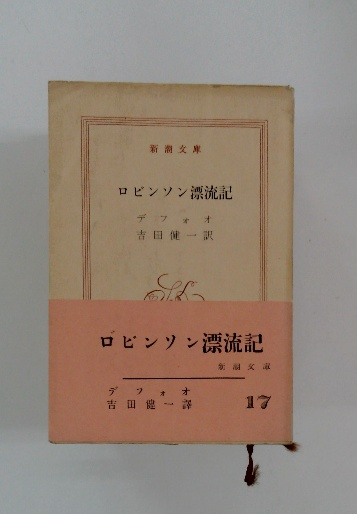 新潮文庫
ロビンソン漂流記
デフォオ
吉田健一訳
ロビンソン漂流記
新潮文庫
デフォオ
吉田健一譯
17